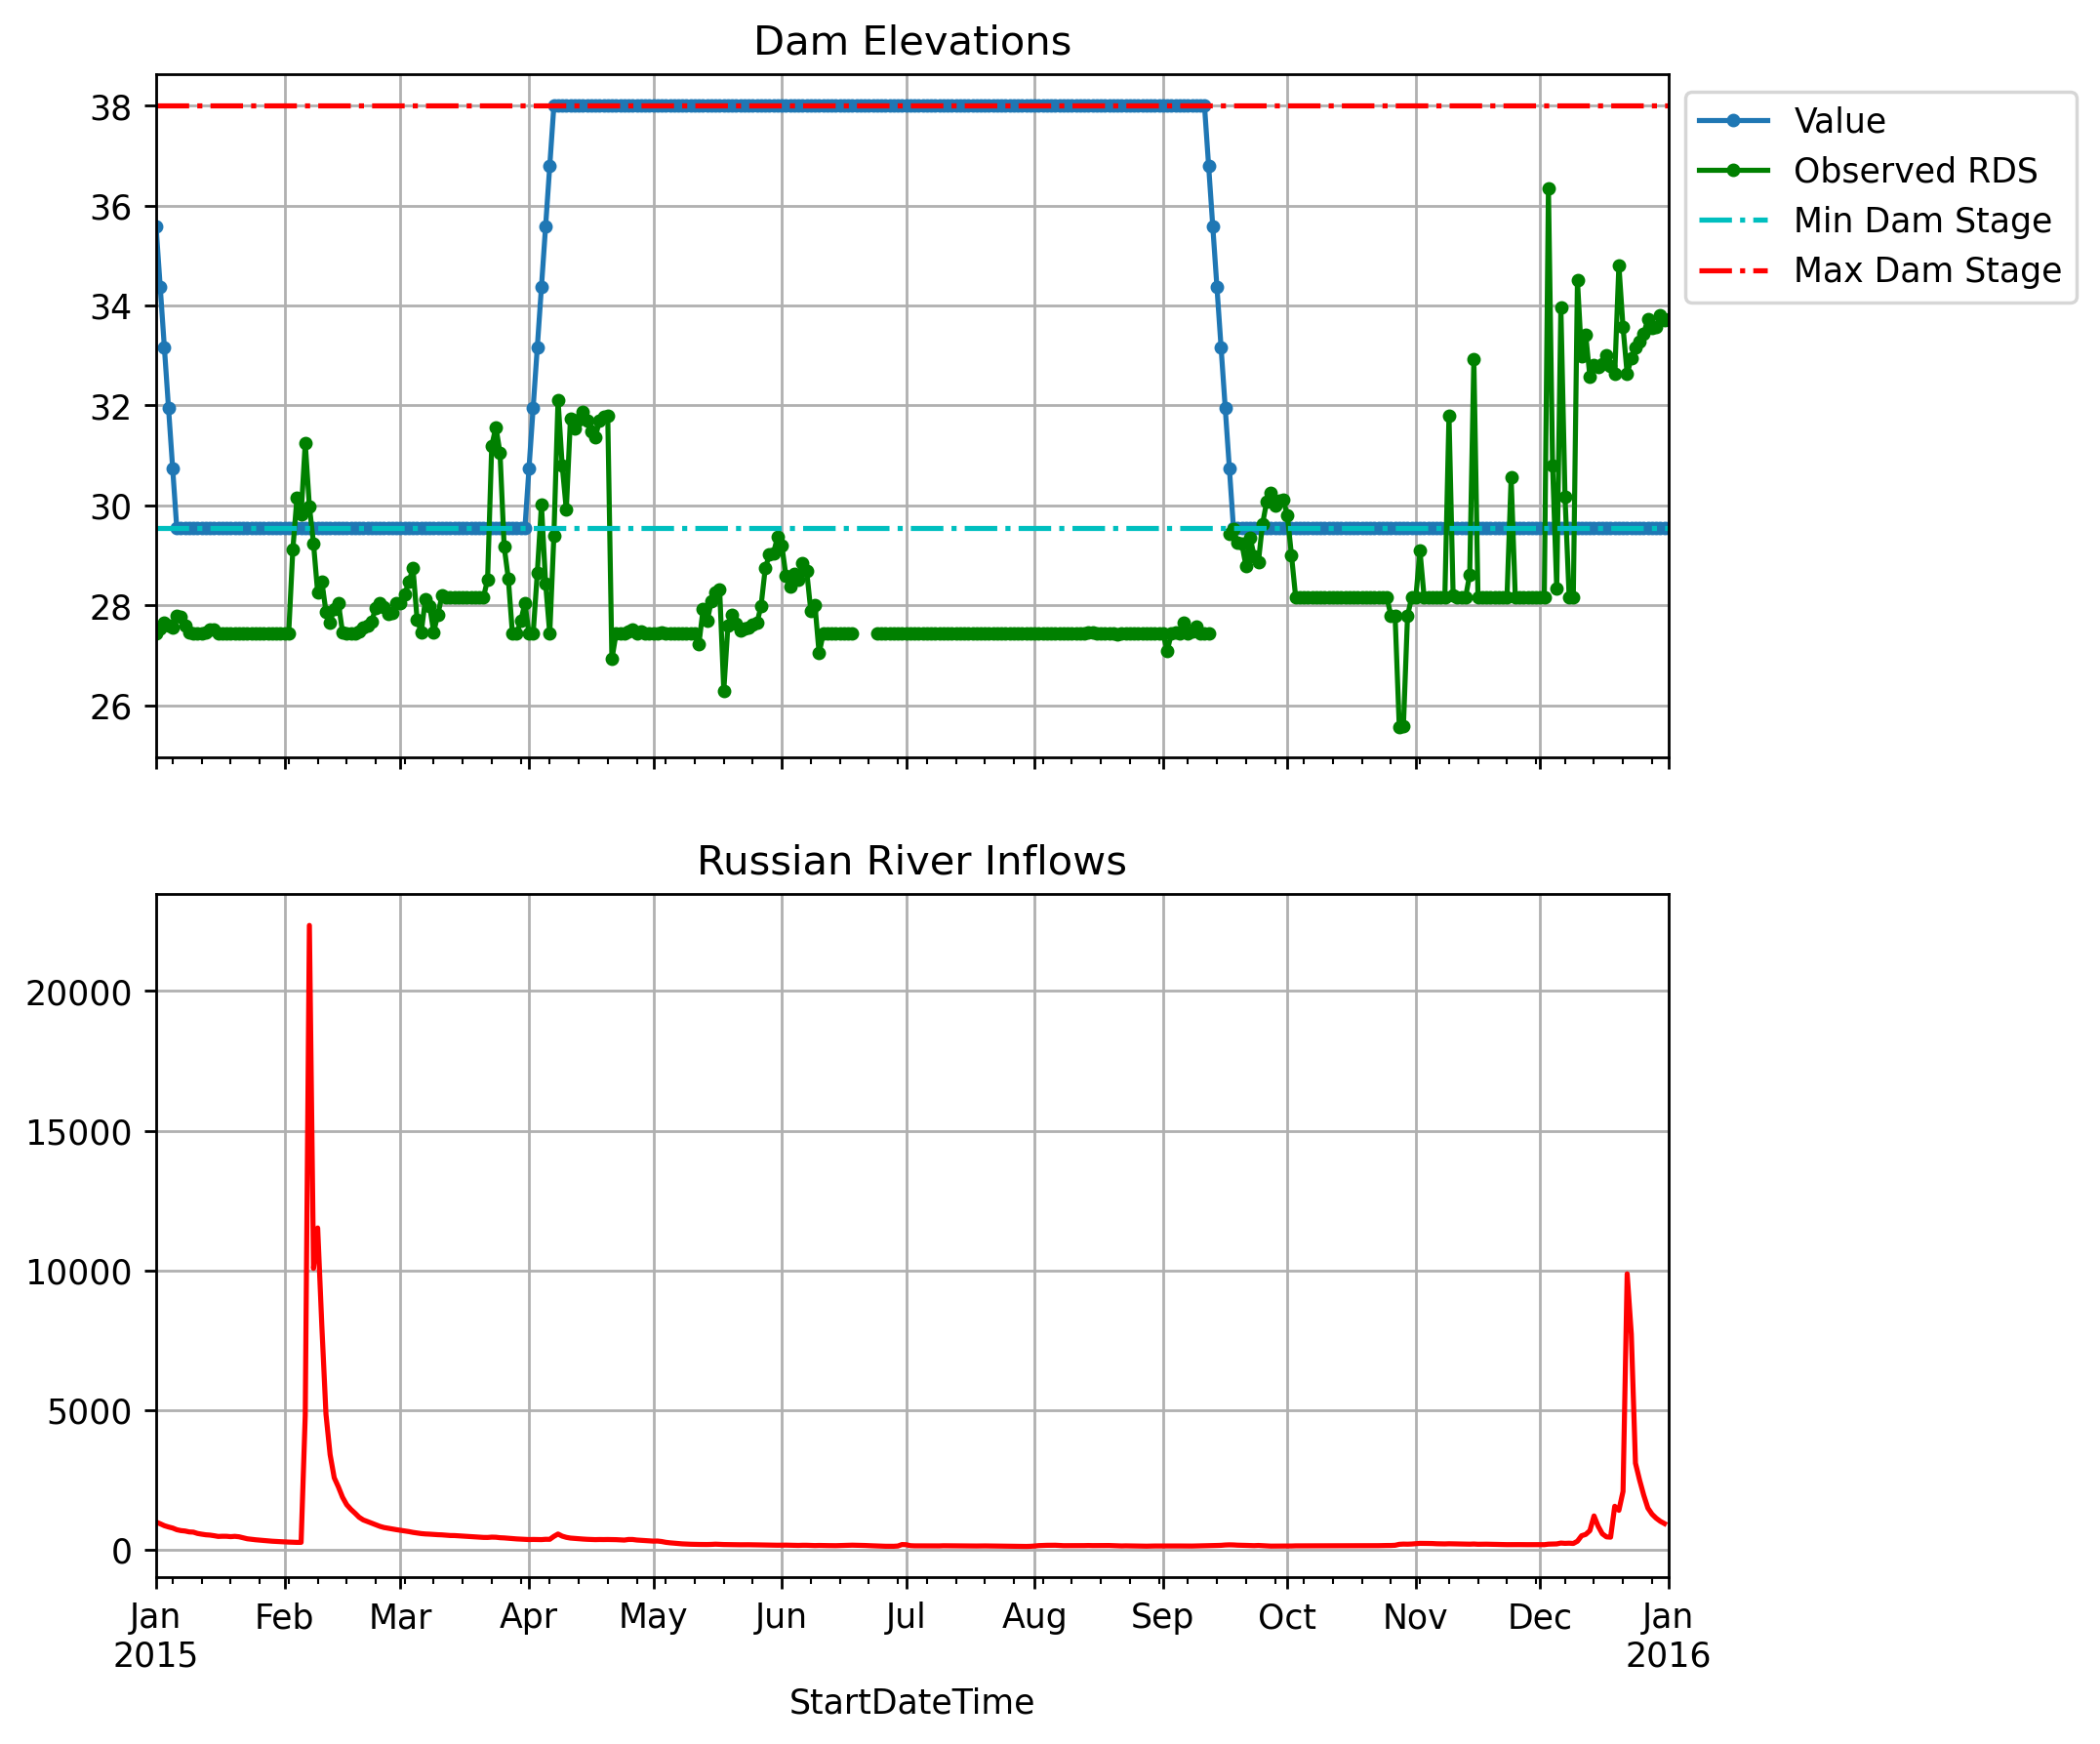 Dam Elevations
38
36
34
32
30
28
26
Value
Observed RDS
Min Dam Stage
Max Dam Stage
Russian River Inflows
20000
15000
10000
5000
0
Jan Feb Mar Apr May Jun Jul Aug Sep Oct Nov Dec Jan
2015 2016
StartDateTime